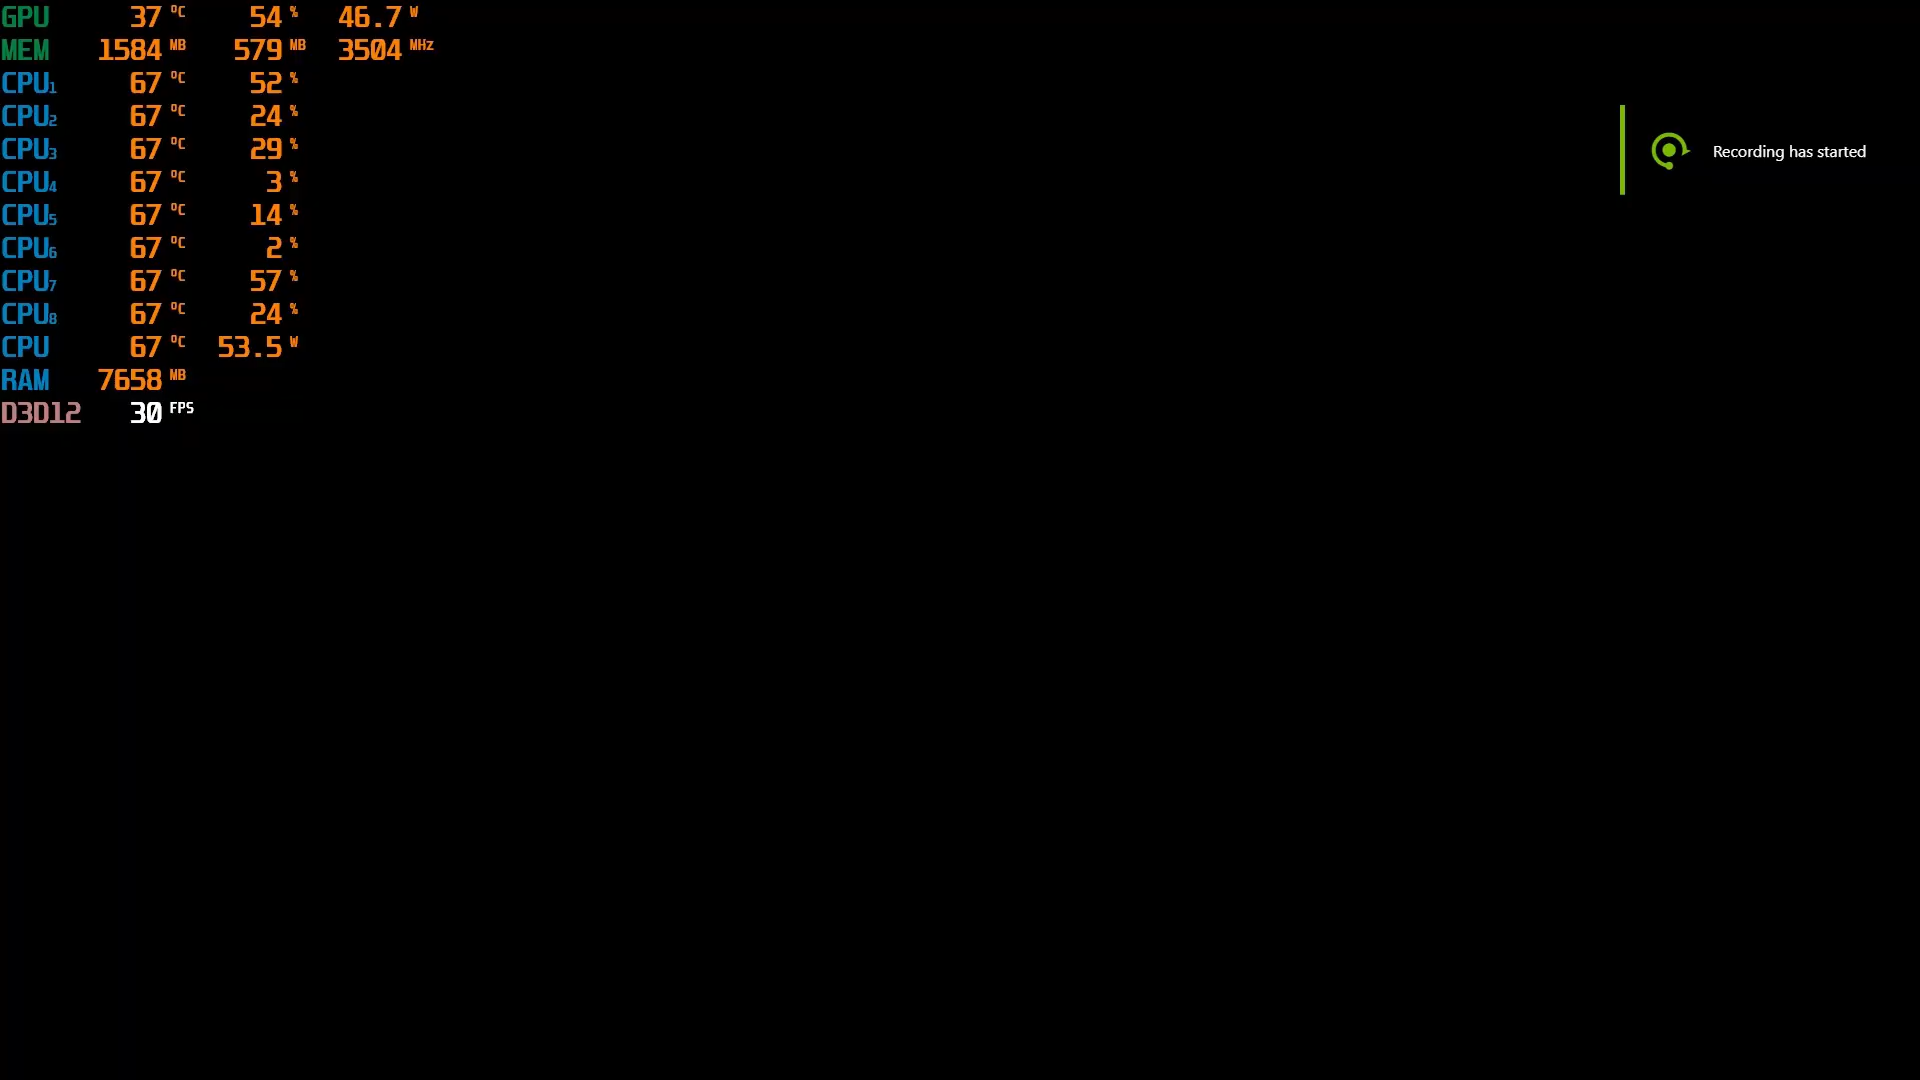 GPU 37 °C 54 % 46.7 W
MEM 1584 MB 579 MB 3504 MHz
CPU1 67 °C 52 %
CPU2 67 °C 24 %
CPU3 67 °C 29 %
CPU4 67 °C 3 %
CPU5 67 °C 14 %
CPU6 67 °C 2 %
CPU7 67 °C 57 %
CPU8 67 °C 24 %
CPU 67 °C 53.5 W
RAM 7658 MB
D3D12 30 FPS
Recording has started